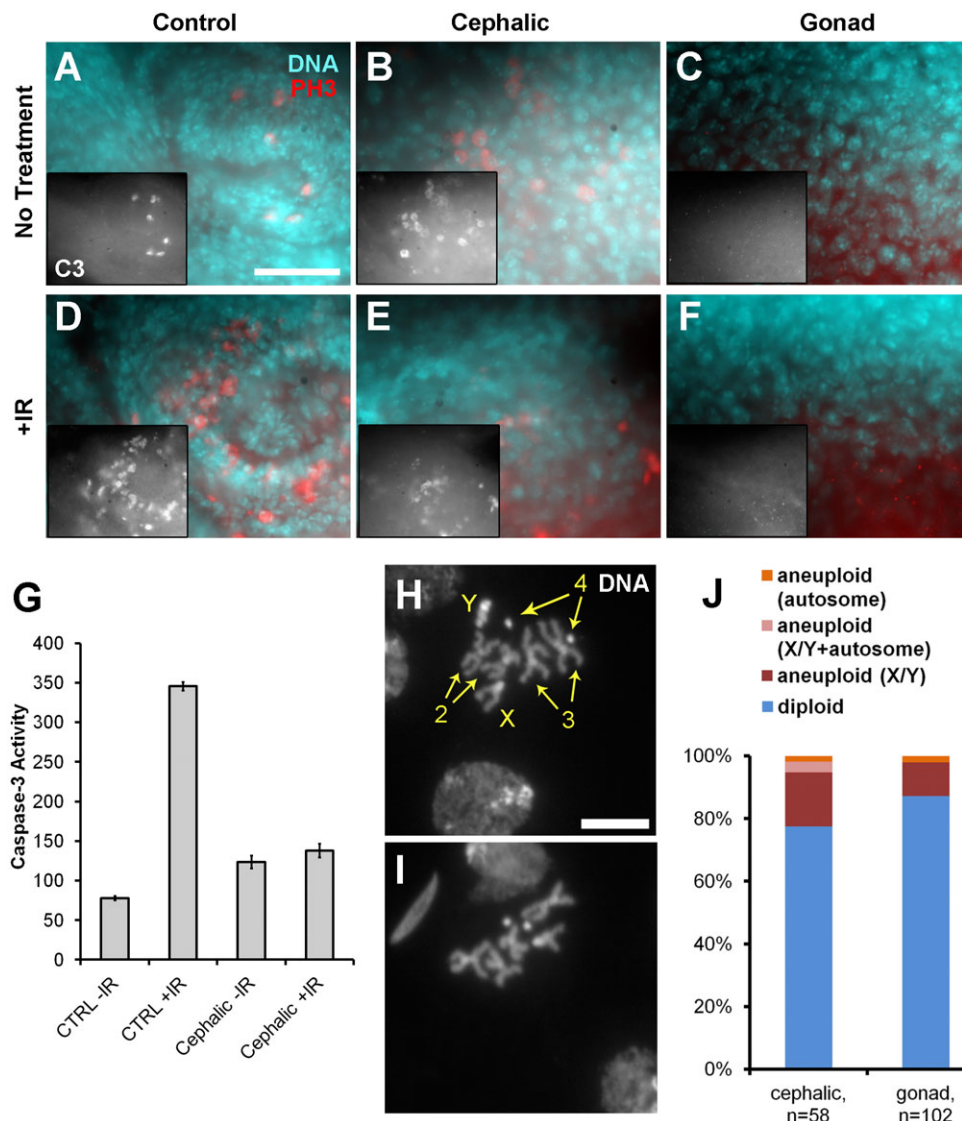 Control
Cephalic
Gonad
No Treatment
A
DNA
PH3
C3
B
C
+IR
D
E
F
G
Caspase-3 Activity
400
350
300
250
200
150
100
50
0
CTRL -IR
CTRL +IR
Cephalic -IR
Cephalic +IR
H
DNA
Y
4
2
X
3
I
J
aneuploid
(autosome)
aneuploid
(X/Y+autosome)
aneuploid (X/Y)
diploid
100%
80%
60%
40%
20%
0%
cephalic,
n=58
gonad,
n=102